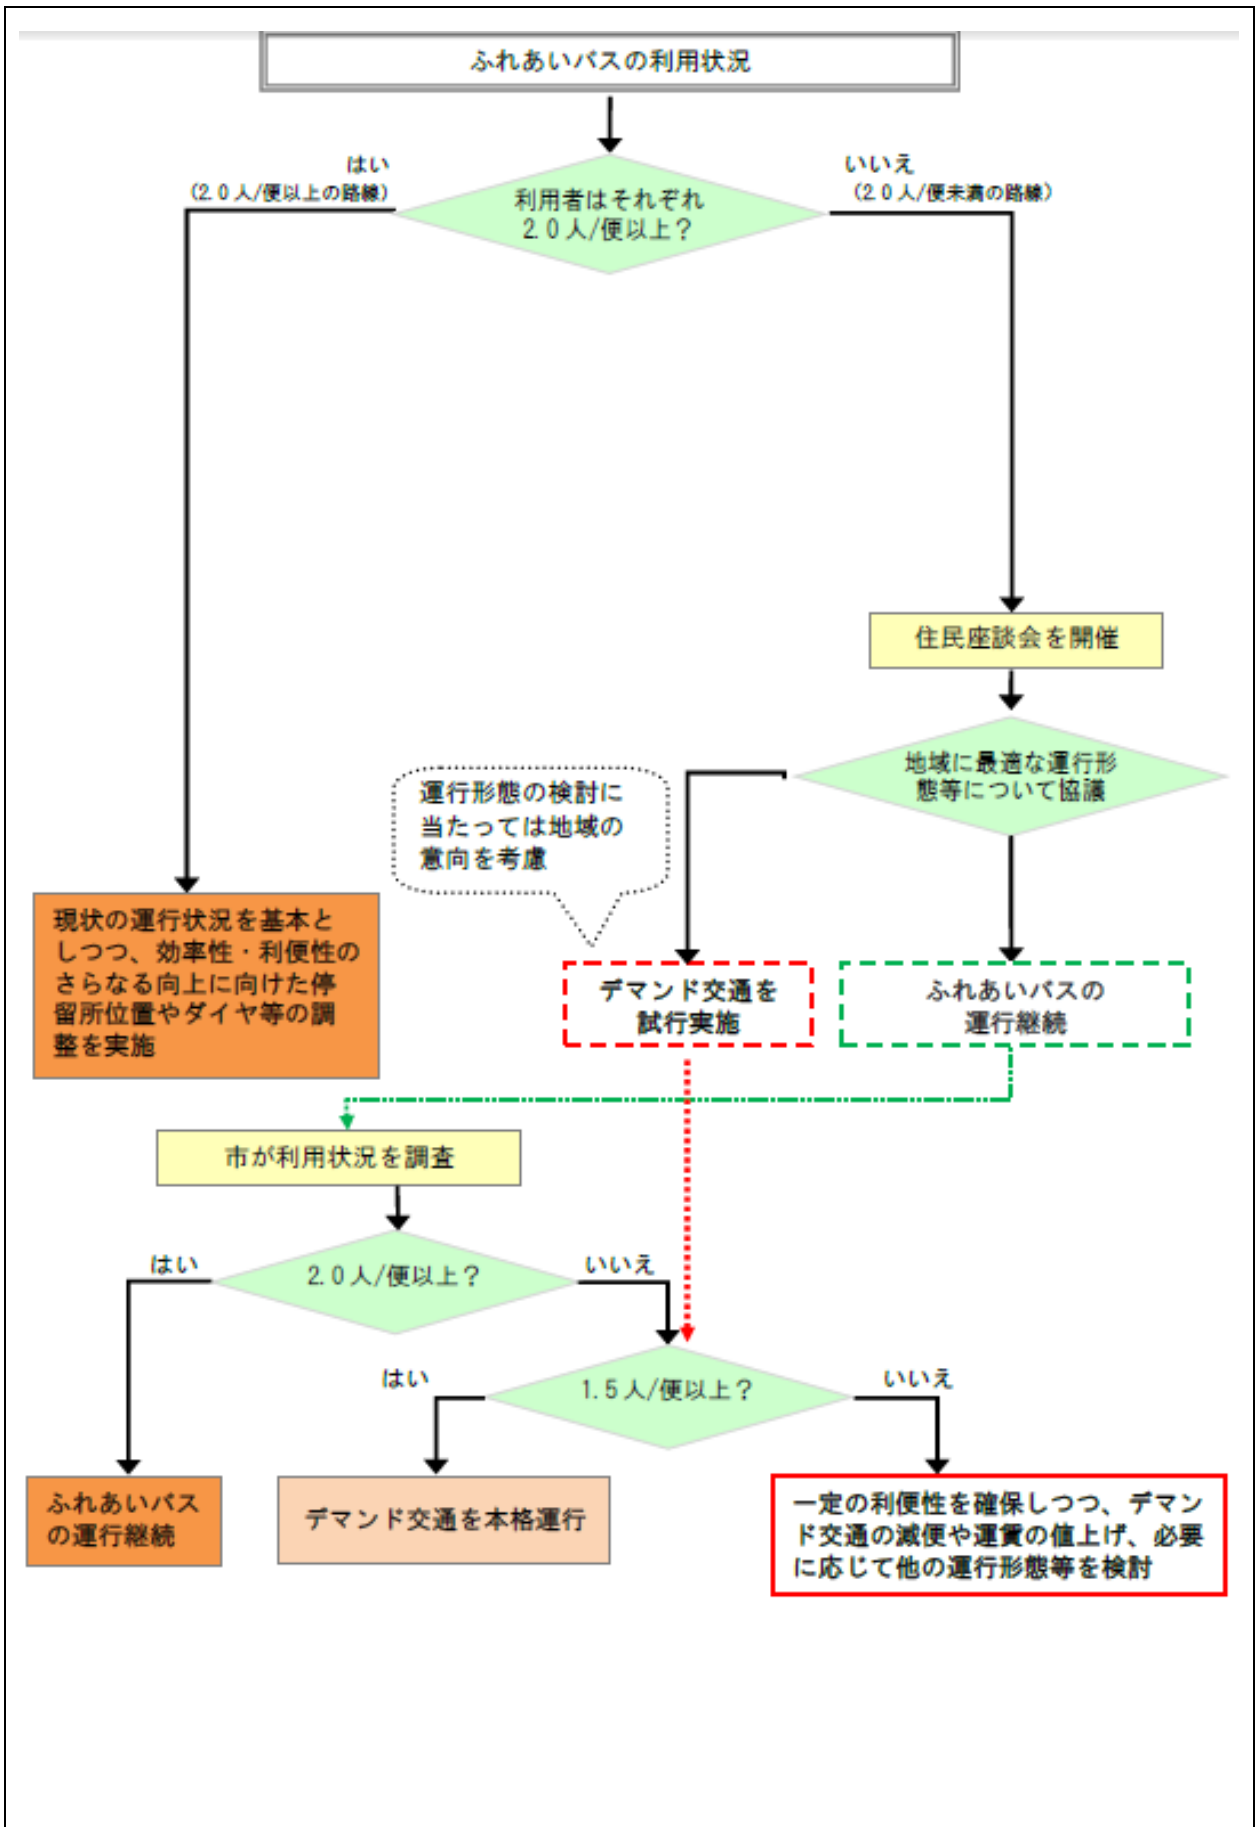 ふれあいバスの利用状況
はい
(2.0人/便以上の路線)
いいえ
(2.0人/便未満の路線)
利用者はそれぞれ
2.0人/便以上？
住民座談会を開催
地域に最適な運行形
態等について協議
運行形態の検討に
当たっては地域の
意向を考慮
現状の運行状況を基本と
しつつ、効率性・利便性の
さらなる向上に向けた停
留所位置やダイヤ等の調
整を実施
デマンド交通を
試行実施
ふれあいバスの
運行継続
市が利用状況を調査
はい
2.0人/便以上？
いいえ
はい
1.5人/便以上？
いいえ
ふれあいバス
の運行継続
デマンド交通を本格運行
一定の利便性を確保しつつ、デマン
ド交通の減便や運賃の値上げ、必要
に応じて他の運行形態等を検討